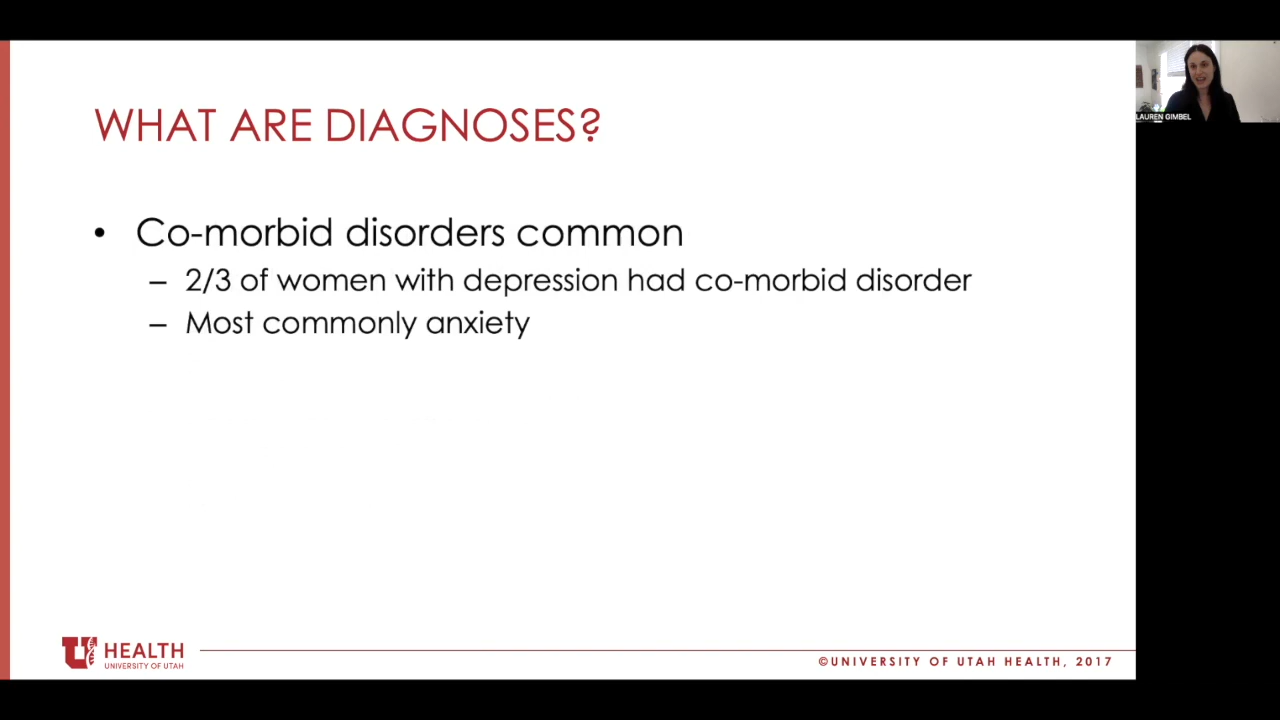 WHAT ARE DIAGNOSES?
• Co-morbid disorders common
– 2/3 of women with depression had co-morbid disorder
– Most commonly anxiety
LAUREN GIMBEL
U HEALTH
UNIVERSITY OF UTAH
©UNIVERSITY OF UTAH HEALTH, 2017